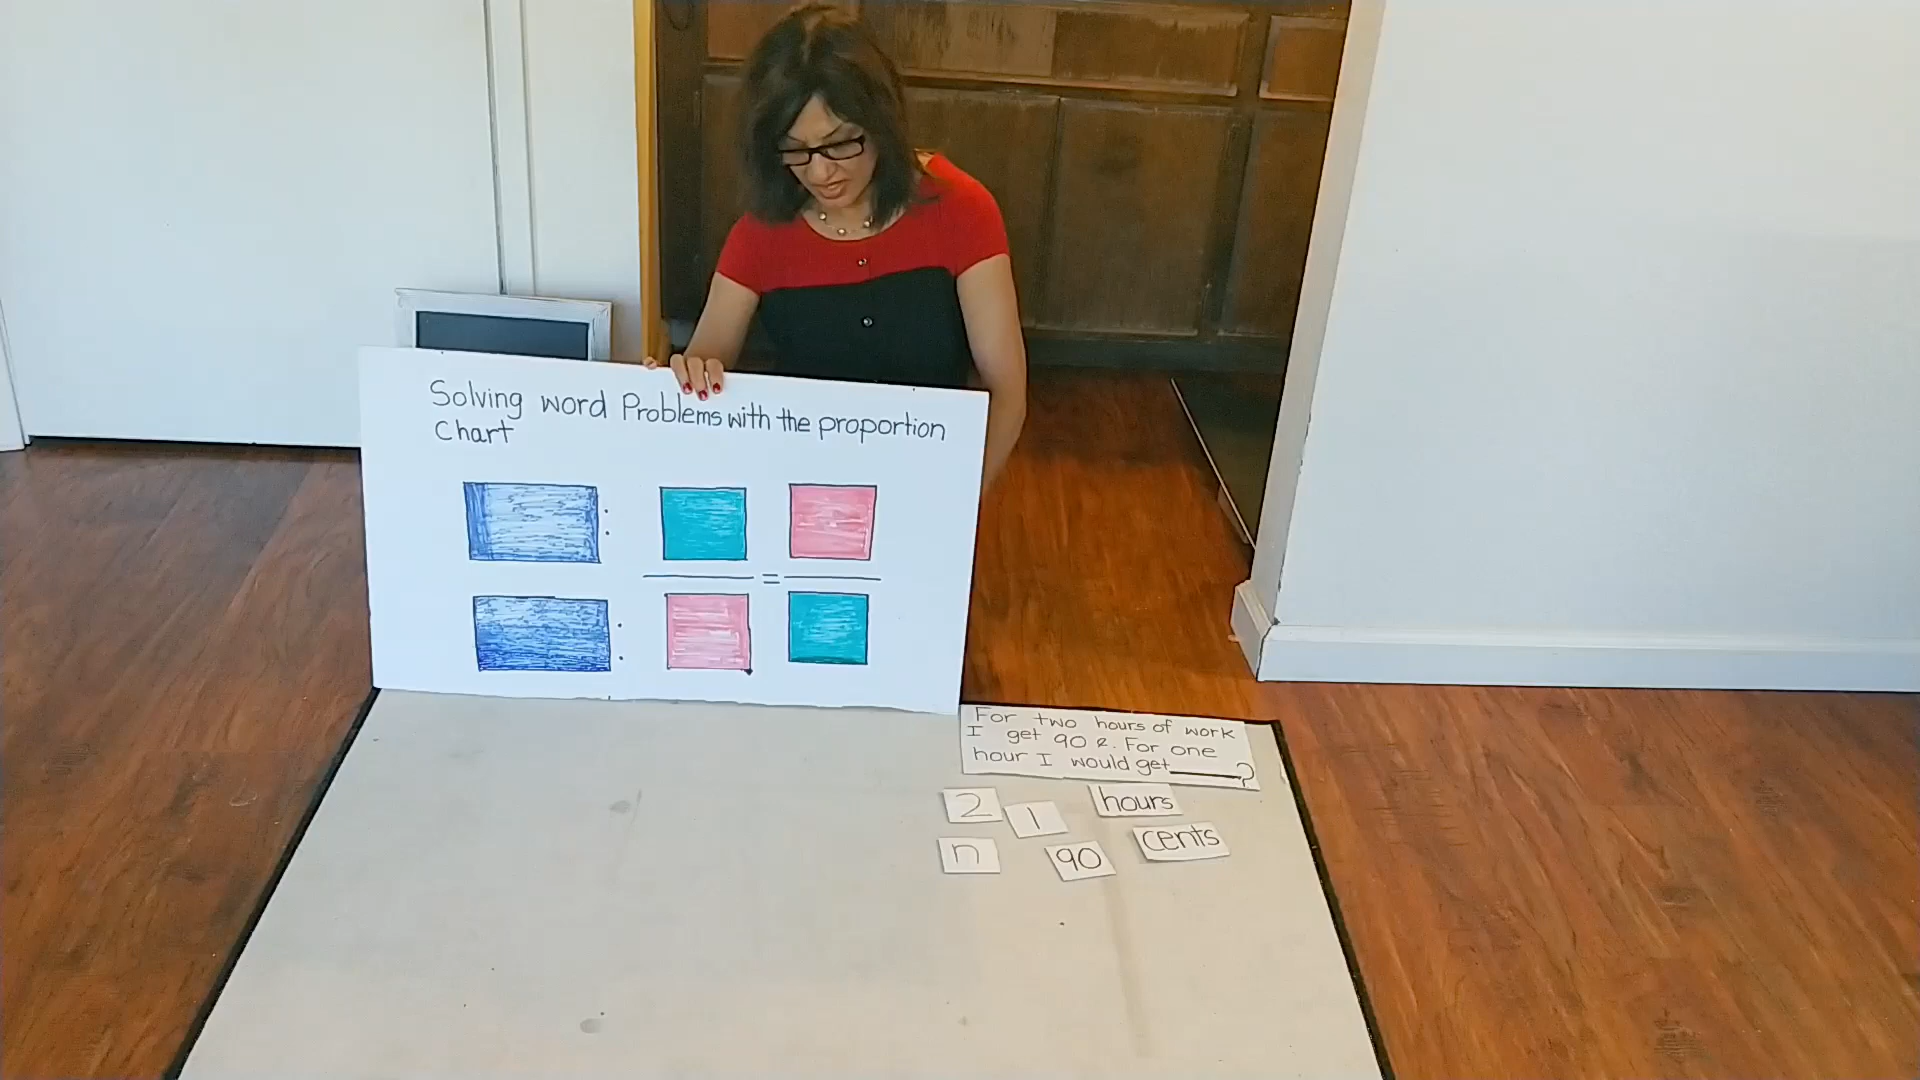 Solving word Problems with the proportion
Chart
:
=
:
For two hours of work
I get 90 ¢. For one
hour I would get_____?
2
1
hours
n
90
cents